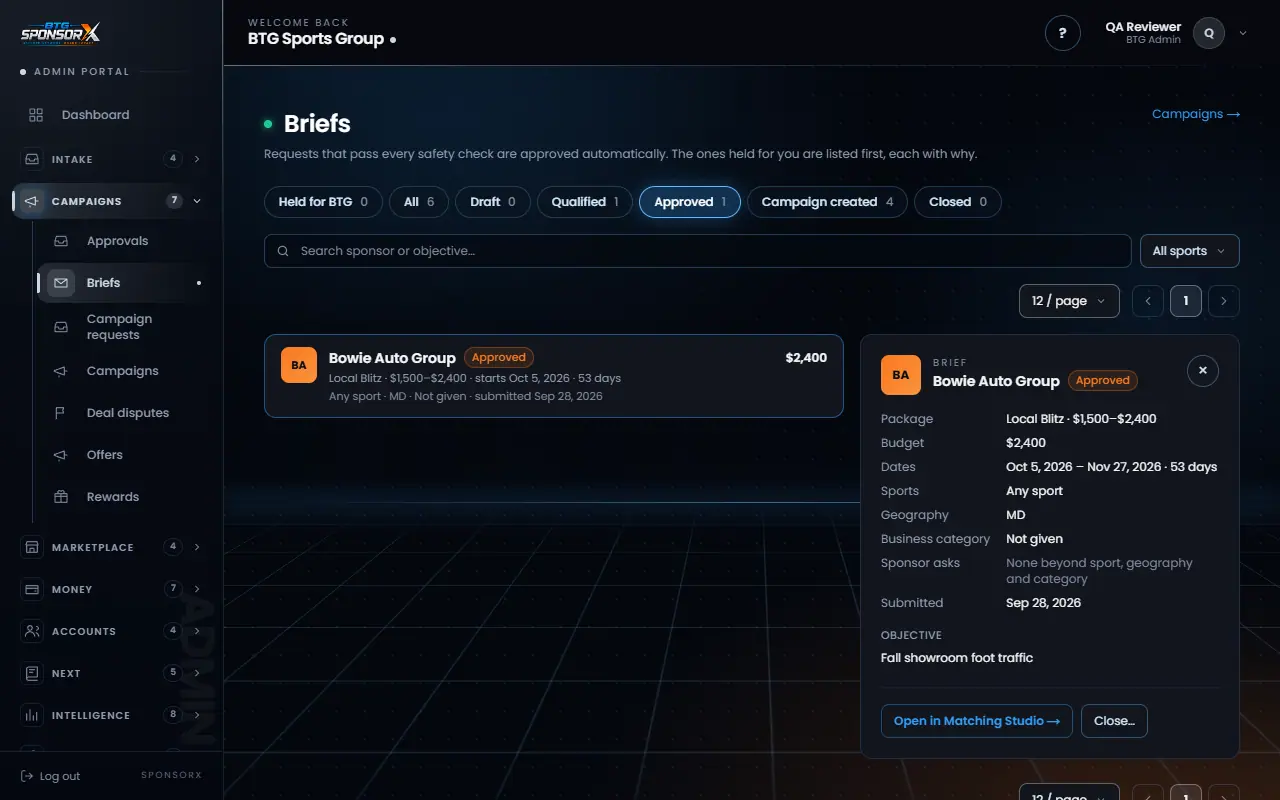 BTG
SPONSORX
ADMIN PORTAL
Dashboard
INTAKE 4
CAMPAIGNS 7
Approvals
Briefs
Campaign
requests
Campaigns
Deal disputes
Offers
Rewards
MARKETPLACE 4
MONEY 7
ACCOUNTS 4
NEXT 5
INTELLIGENCE 8
ADMIN
Log out SPONSORX
WELCOME BACK
BTG Sports Group
?
QA Reviewer
BTG Admin
Q
Briefs
Campaigns →
Requests that pass every safety check are approved automatically. The ones held for you are listed first, each with why.
Held for BTG 0 All 6 Draft 0 Qualified 1 Approved 1 Campaign created 4 Closed 0
Search sponsor or objective...
All sports
12 / page 1
BA Bowie Auto Group Approved $2,400
Local Blitz · $1,500–$2,400 · starts Oct 5, 2026 · 53 days
Any sport · MD · Not given · submitted Sep 28, 2026
BA
BRIEF
Bowie Auto Group Approved
×
Package Local Blitz · $1,500–$2,400
Budget $2,400
Dates Oct 5, 2026 – Nov 27, 2026 · 53 days
Sports Any sport
Geography MD
Business category Not given
Sponsor asks None beyond sport, geography
and category
Submitted Sep 28, 2026
OBJECTIVE
Fall showroom foot traffic
Open in Matching Studio → Close...
12 / page 1